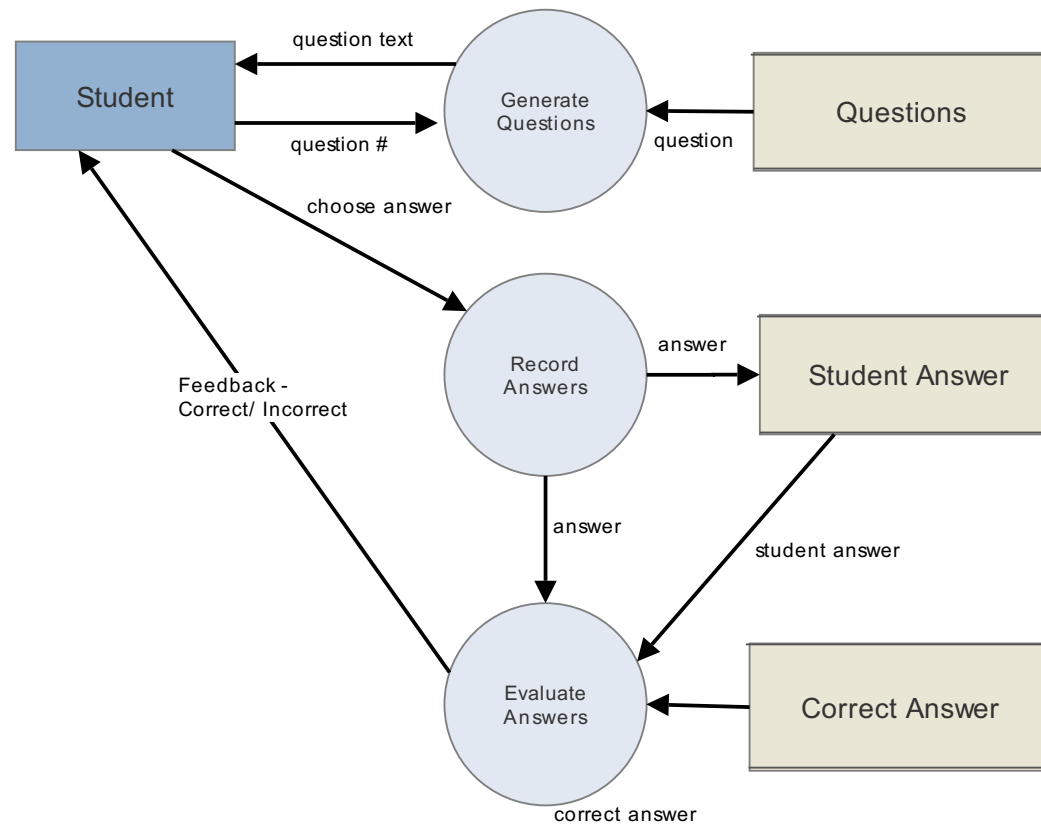 question text
Student
Generate
Questions
Questions
question #
question
choose answer
Record
Answers
answer
Student Answer
Feedback -
Correct/ Incorrect
answer
student answer
Evaluate
Answers
Correct Answer
correct answer